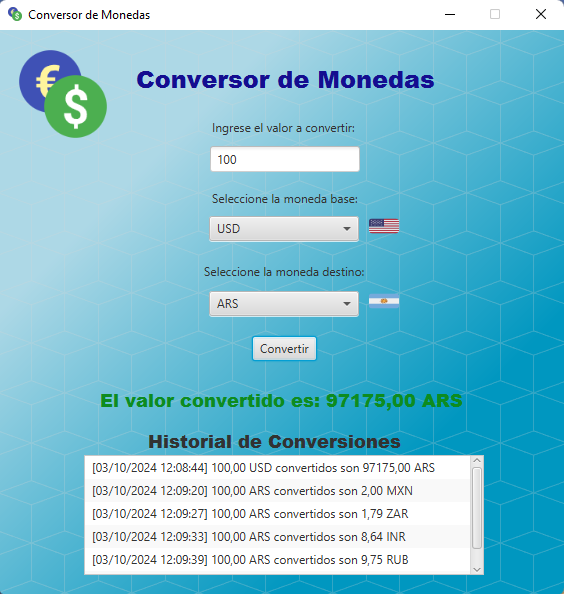 Conversor de Monedas
Conversor de Monedas
Ingrese el valor a convertir:
100
Seleccione la moneda base:
USD
Seleccione la moneda destino:
ARS
Convertir
El valor convertido es: 97175,00 ARS
Historial de Conversiones
[03/10/2024 12:08:44] 100,00 USD convertidos son 97175,00 ARS
[03/10/2024 12:09:20] 100,00 ARS convertidos son 2,00 MXN
[03/10/2024 12:09:27] 100,00 ARS convertidos son 1,79 ZAR
[03/10/2024 12:09:33] 100,00 ARS convertidos son 8,64 INR
[03/10/2024 12:09:39] 100,00 ARS convertidos son 9,75 RUB